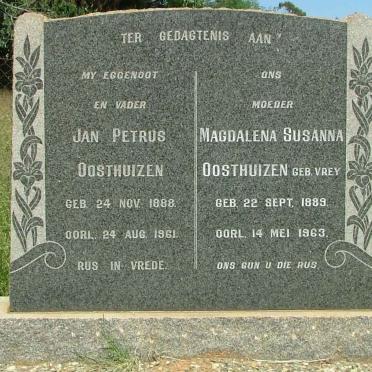 TER GEDAGTENIS AAN
MY EGGENOOT
EN VADER
JAN PETRUS
OOSTHUIZEN
GEB. 24 NOV. 1888.
OORL. 24 AUG. 1961.
RUS IN VREDE.
ONS
MOEDER
MAGDALENA SUSANNA
OOSTHUIZEN GEB. VREY
GEB. 22 SEPT. 1889.
OORL. 14 MEI 1963.
ONS GUN U DIE RUS